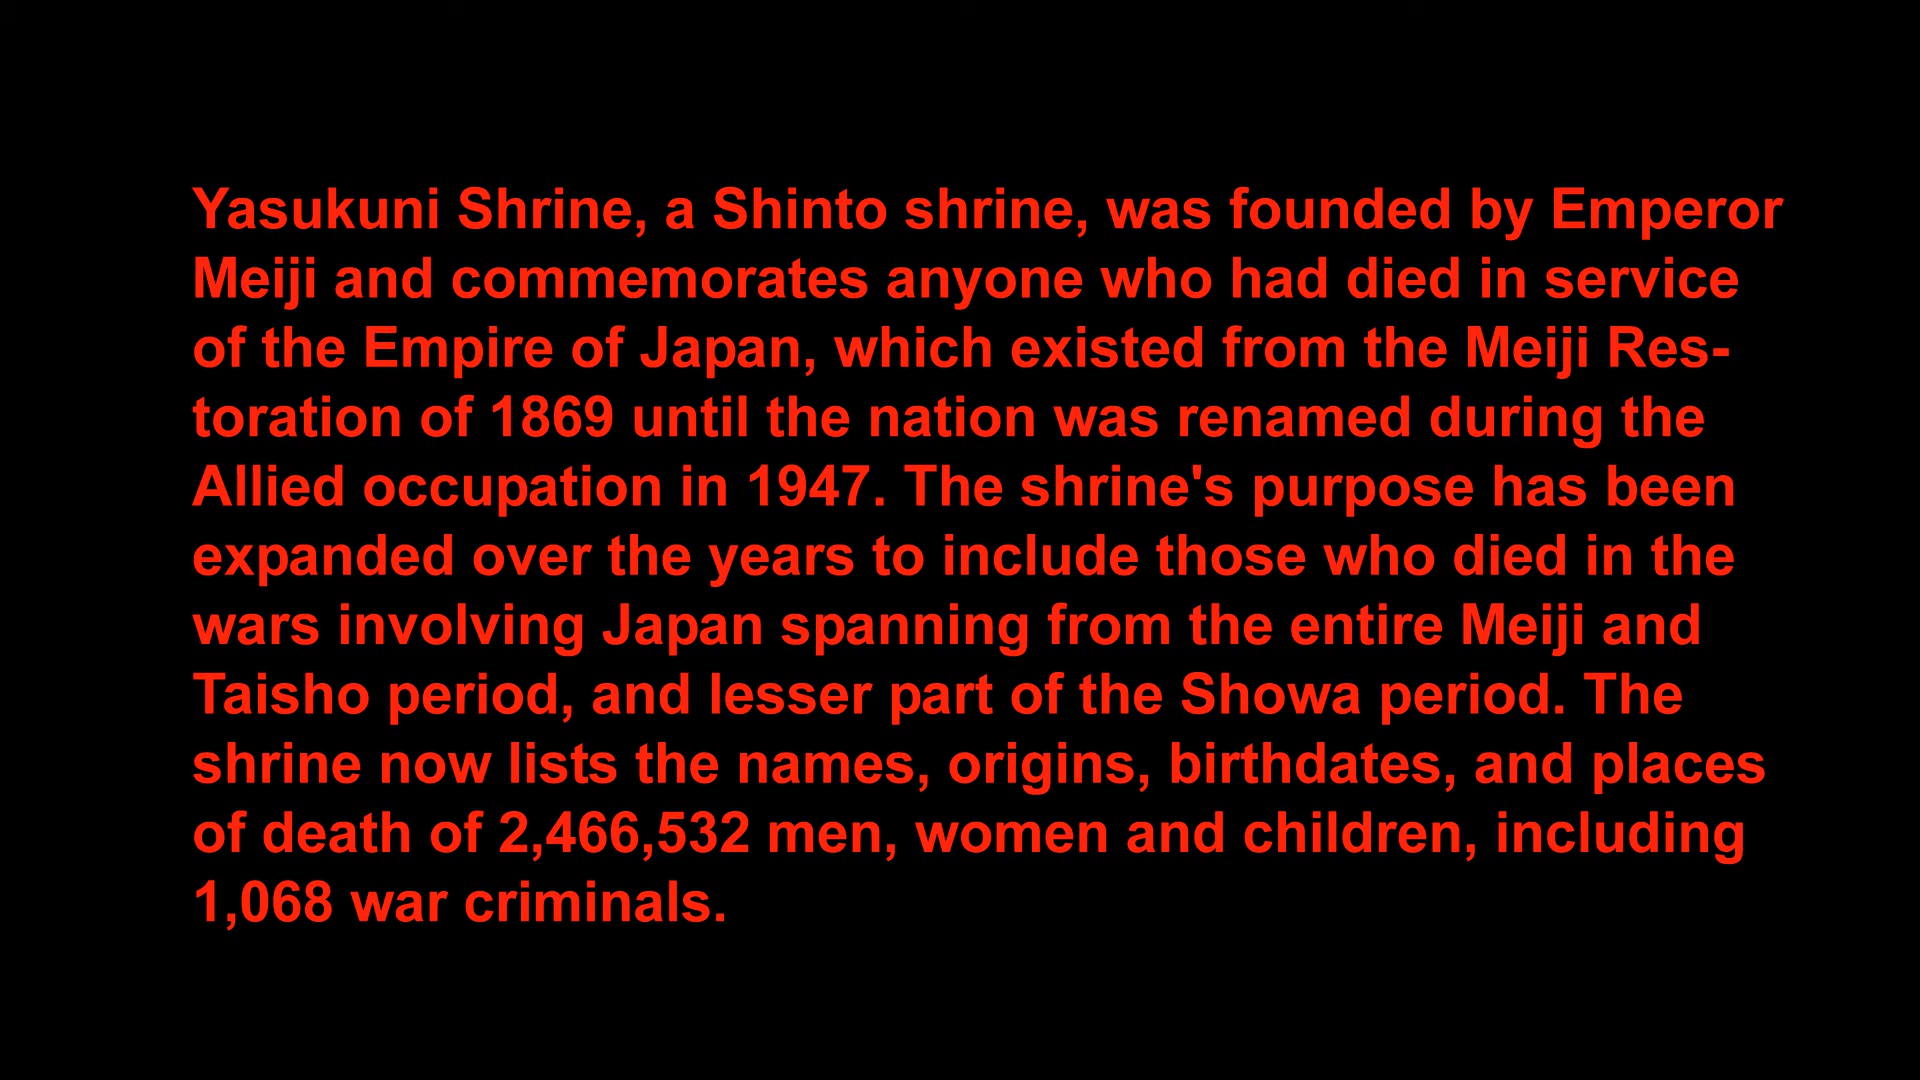 Yasukuni Shrine, a Shinto shrine, was founded by Emperor
Meiji and commemorates anyone who had died in service
of the Empire of Japan, which existed from the Meiji Res-
toration of 1869 until the nation was renamed during the
Allied occupation in 1947. The shrine's purpose has been
expanded over the years to include those who died in the
wars involving Japan spanning from the entire Meiji and
Taisho period, and lesser part of the Showa period. The
shrine now lists the names, origins, birthdates, and places
of death of 2,466,532 men, women and children, including
1,068 war criminals.